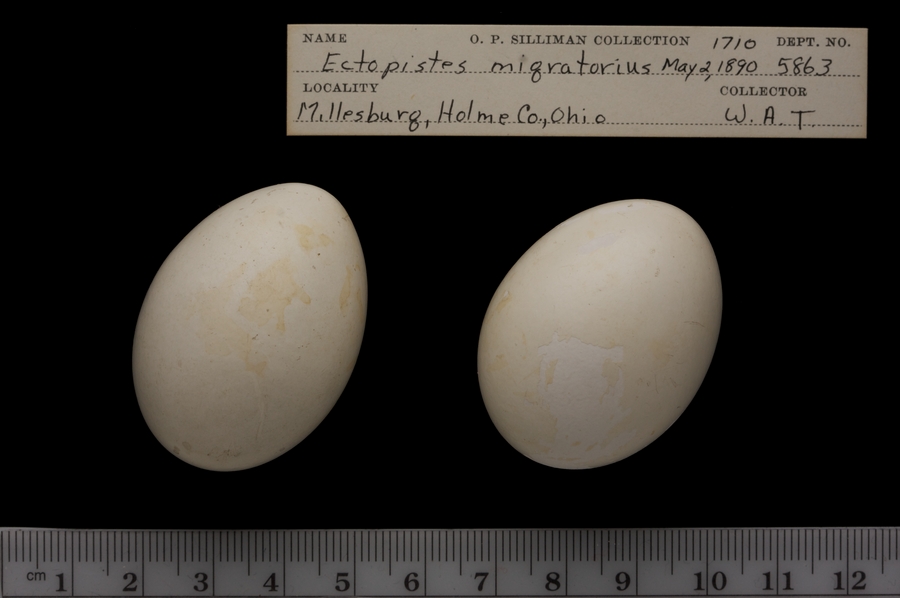 NAME O. P. SILLIMAN COLLECTION 1710 DEPT. NO.
Ectopistes migratorius May 2, 1890 5863
LOCALITY COLLECTOR
Millesburg, Holme Co., Ohio W. A. T.
cm 1 2 3 4 5 6 7 8 9 10 11 12